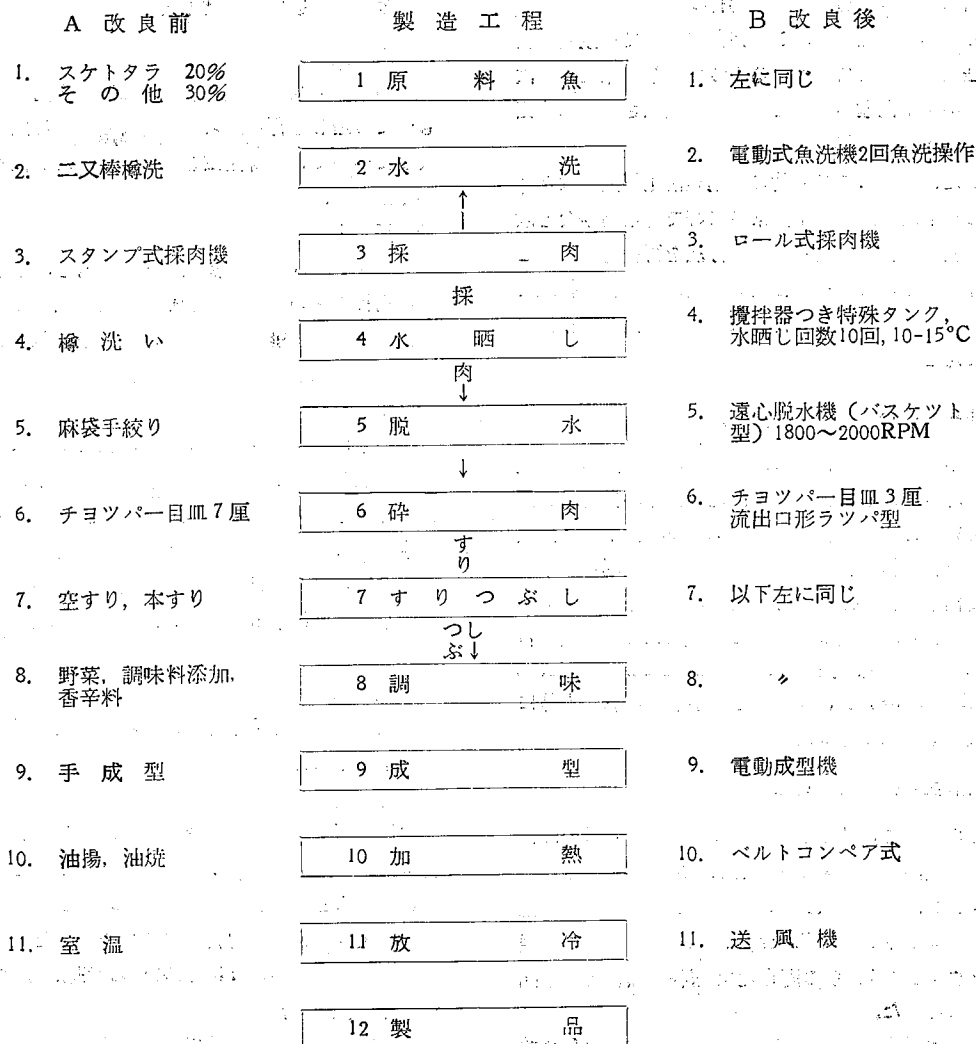 A 改良前 製造工程 B 改良後
1. スケトタラ 20% 1 原料魚 1. 左に同じ
その他 30%
2. 二又棒樽洗 2 水洗 2. 電動式魚洗機2回魚洗操作
↑
3. スタンプ式採肉機 3 採肉 3. ロール式採肉機
採
4. 樽洗い 4 水晒し 4. 攪拌器つき特殊タンク,
水晒し回数10回, 10-15°C
肉
↓
5. 麻袋手絞り 5 脱水 5. 遠心脱水機（バスケツト
型）1800〜2000RPM
↓
6. チヨツパー目皿7厘 6 砕肉 6. チヨツパー目皿3厘
流出口形ラツパ型
すり
7. 空すり, 本すり 7 すりつぶし 7. 以下左に同じ
つし
ぶ↓
8. 野菜, 調味料添加, 8 調味 8. 〃
香辛料
9. 手成型 9 成型 9. 電動成型機
10. 油揚, 油焼 10 加熱 10. ベルトコンベア式
11. 室温 11 放冷 11. 送風機
12 製品